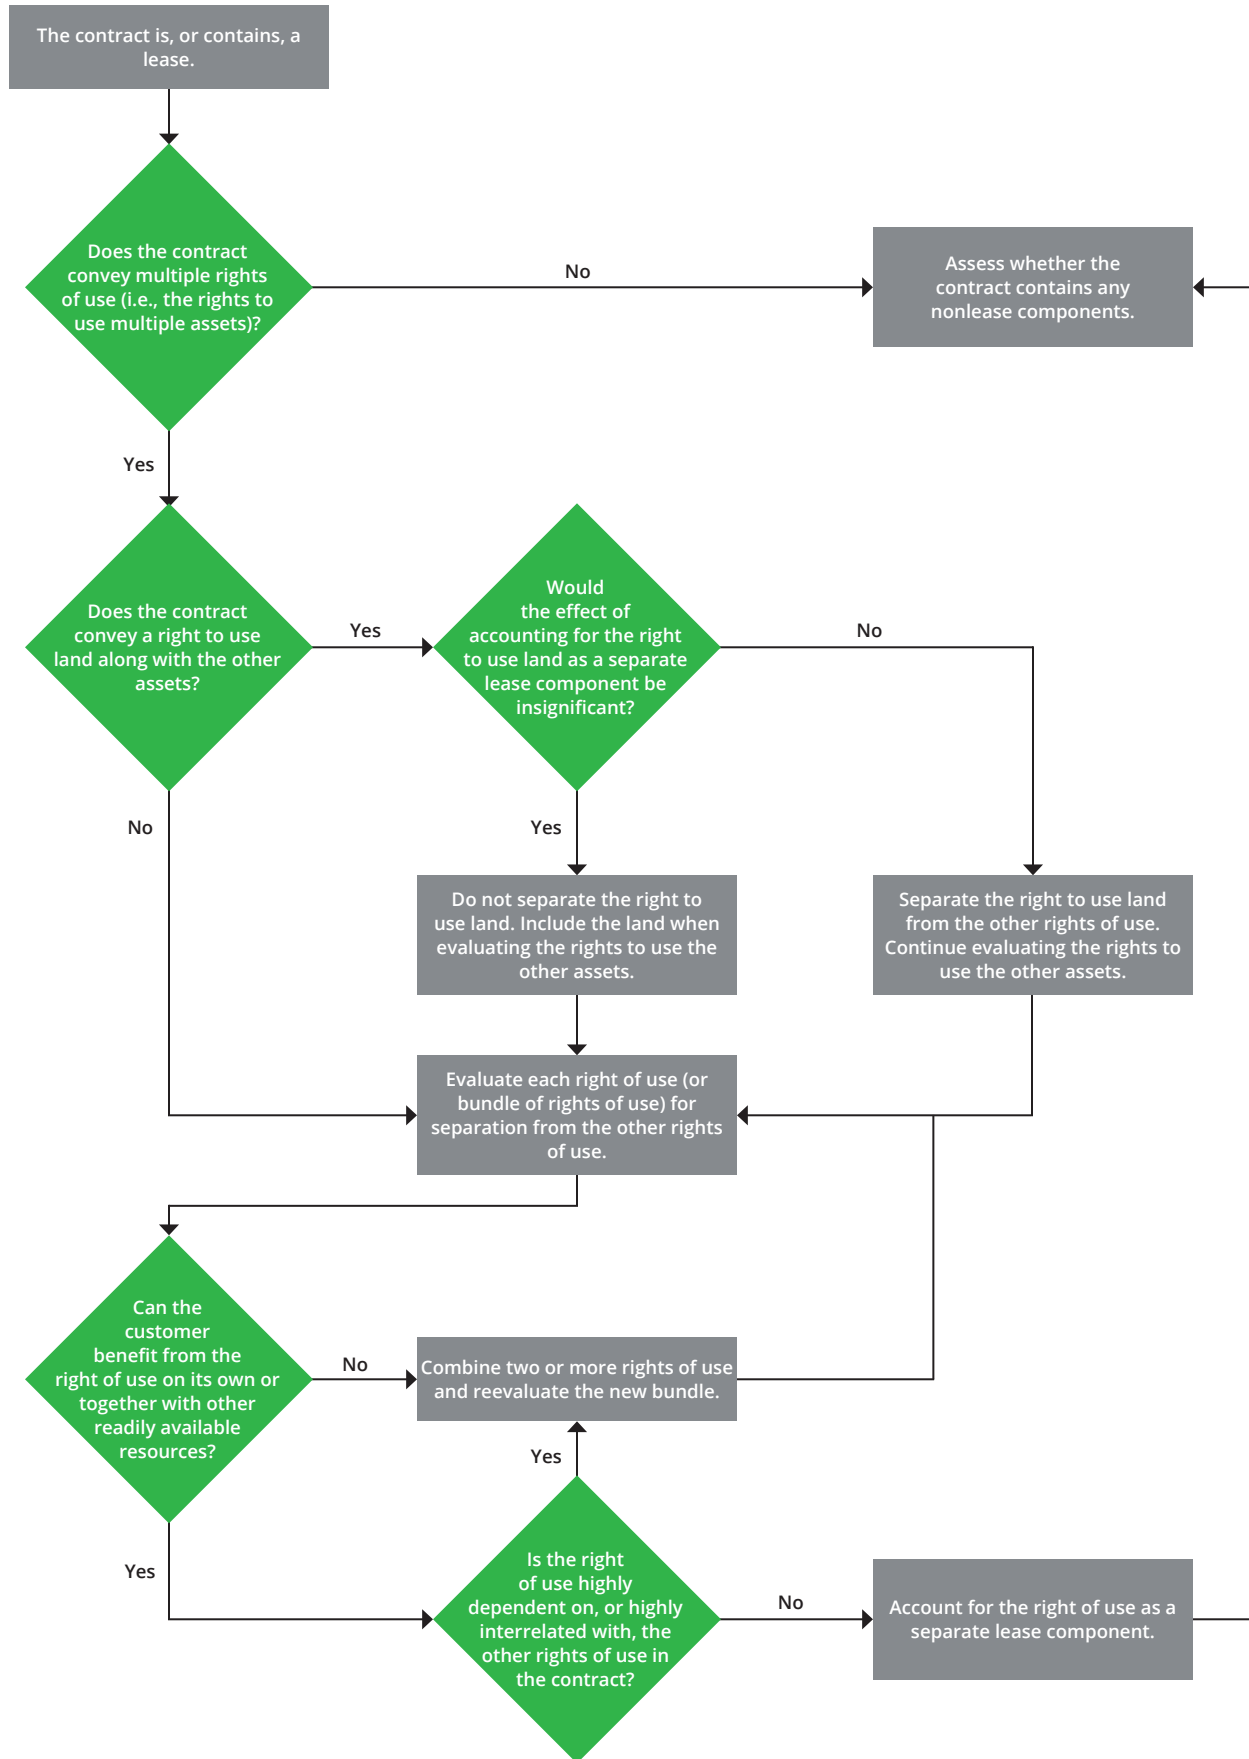 The contract is, or contains, a
lease.
Does the contract
convey multiple rights
of use (i.e., the rights to
use multiple assets)?
No
Assess whether the
contract contains any
nonlease components.
Yes
Does the contract
convey a right to use
land along with the other
assets?
Yes
Would
the effect of
accounting for the right
to use land as a separate
lease component be
insignificant?
No
No
Yes
Do not separate the right to
use land. Include the land when
evaluating the rights to use the
other assets.
Separate the right to use land
from the other rights of use.
Continue evaluating the rights to
use the other assets.
Evaluate each right of use (or
bundle of rights of use) for
separation from the other rights
of use.
Can the
customer
benefit from the
right of use on its own or
together with other
readily available
resources?
No
Combine two or more rights of use
and reevaluate the new bundle.
Yes
Yes
Is the right
of use highly
dependent on, or highly
interrelated with, the
other rights of use in
the contract?
No
Account for the right of use as a
separate lease component.